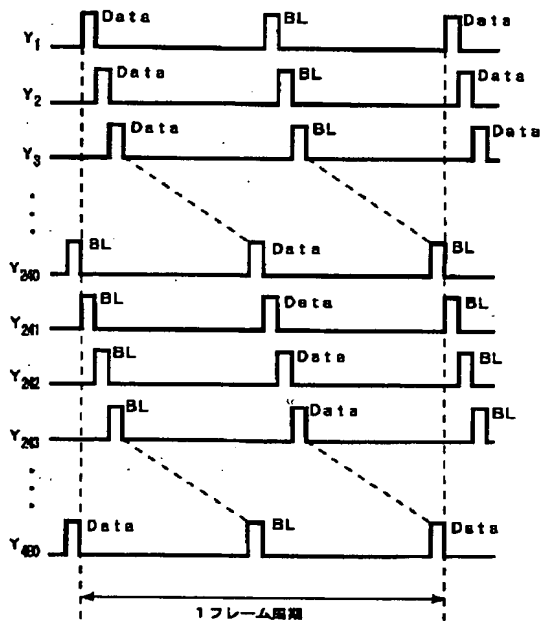 Y1 Data BL Data
Y2 Data BL Data
Y3 Data BL Data
Y240 BL Data BL
Y241 BL Data BL
Y242 BL Data BL
Y243 BL Data BL
Y480 Data BL Data
1フレーム周期